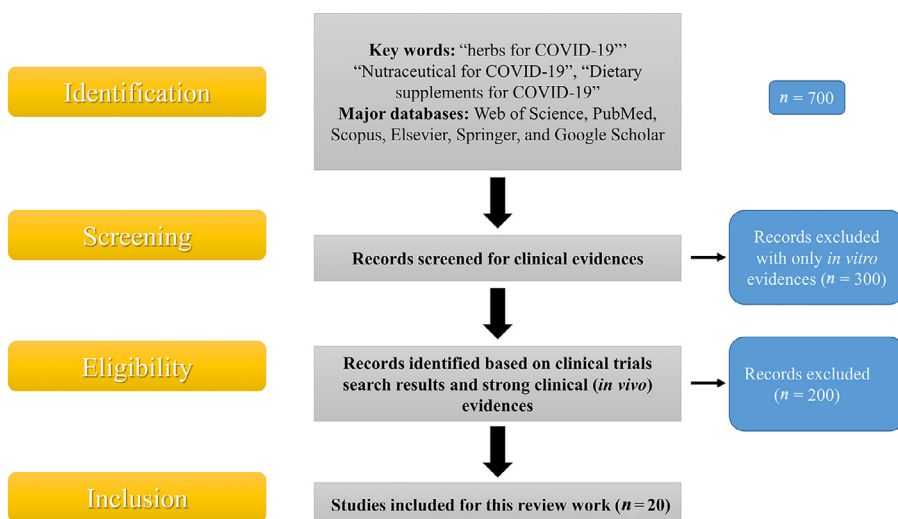 Identification
Key words: “herbs for COVID-19”’
“Nutraceutical for COVID-19”, “Dietary
supplements for COVID-19”
Major databases: Web of Science, PubMed,
Scopus, Elsevier, Springer, and Google Scholar
n = 700
Screening
Records screened for clinical evidences
Records excluded
with only in vitro
evidences (n = 300)
Eligibility
Records identified based on clinical trials
search results and strong clinical (in vivo)
evidences
Records excluded
(n = 200)
Inclusion
Studies included for this review work (n = 20)